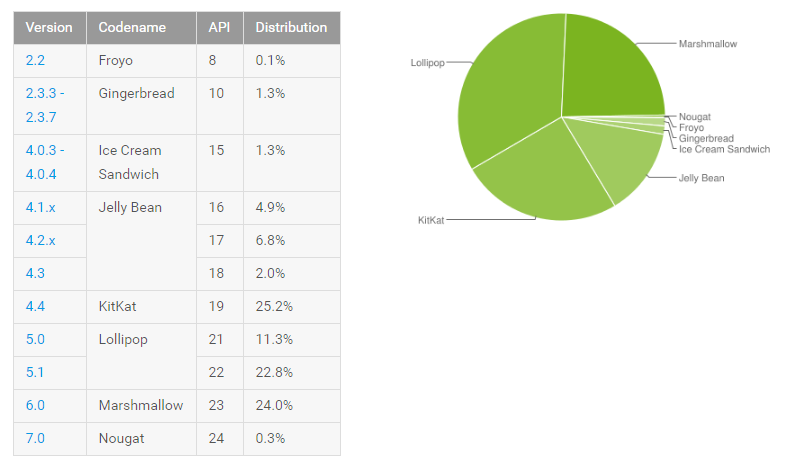 Version Codename API Distribution
2.2 Froyo 8 0.1%
2.3.3 - Gingerbread 10 1.3%
2.3.7
4.0.3 - Ice Cream 15 1.3%
4.0.4 Sandwich
4.1.x Jelly Bean 16 4.9%
4.2.x 17 6.8%
4.3 18 2.0%
4.4 KitKat 19 25.2%
5.0 Lollipop 21 11.3%
5.1 22 22.8%
6.0 Marshmallow 23 24.0%
7.0 Nougat 24 0.3%
Marshmallow
Lollipop
Nougat
Froyo
Gingerbread
Ice Cream Sandwich
Jelly Bean
KitKat